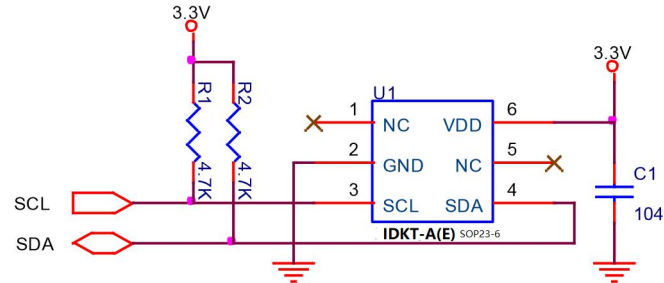 3.3V
3.3V
R1
R2
4.7K
4.7K
U1
1
NC
VDD
6
2
GND
NC
5
3
SCL
SDA
4
SCL
SDA
IDKT-A(E) SOP23-6
C1
104